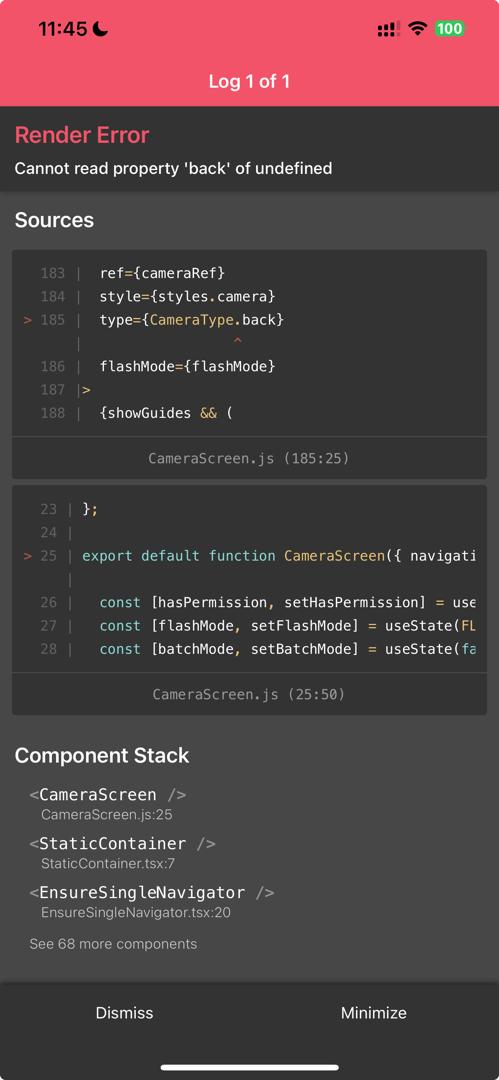 11:45
100
Log 1 of 1
Render Error
Cannot read property 'back' of undefined
Sources
183 | ref={cameraRef}
184 | style={styles.camera}
> 185 | type={CameraType.back}
| ^
186 | flashMode={flashMode}
187 |>
188 | {showGuides && (
CameraScreen.js (185:25)
23 | };
24 |
> 25 | export default function CameraScreen({ navigati
|
26 | const [hasPermission, setHasPermission] = use
27 | const [flashMode, setFlashMode] = useState(FL
28 | const [batchMode, setBatchMode] = useState(fa
CameraScreen.js (25:50)
Component Stack
<CameraScreen />
CameraScreen.js:25
<StaticContainer />
StaticContainer.tsx:7
<EnsureSingleNavigator />
EnsureSingleNavigator.tsx:20
See 68 more components
Dismiss Minimize